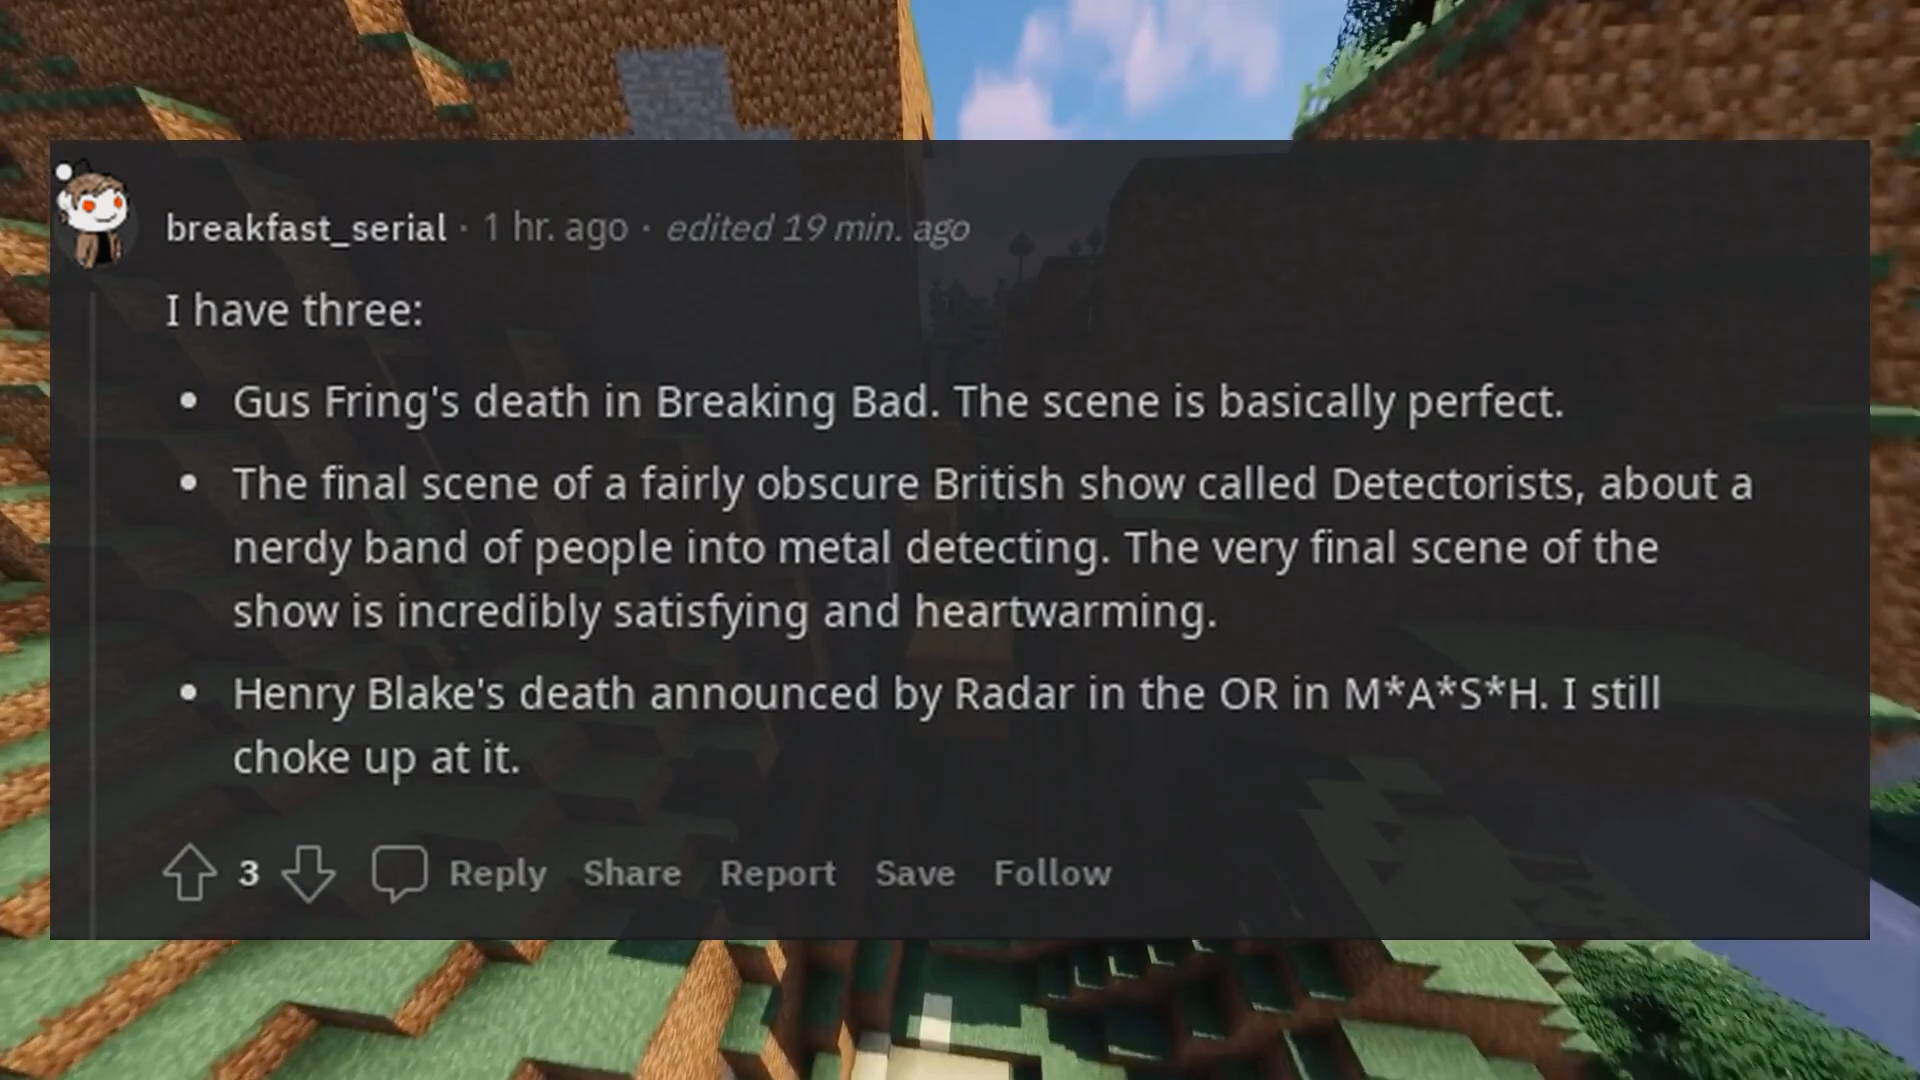 breakfast_serial · 1 hr. ago · edited 19 min. ago
I have three:
• Gus Fring's death in Breaking Bad. The scene is basically perfect.
• The final scene of a fairly obscure British show called Detectorists, about a
nerdy band of people into metal detecting. The very final scene of the
show is incredibly satisfying and heartwarming.
• Henry Blake's death announced by Radar in the OR in M*A*S*H. I still
choke up at it.
3 Reply Share Report Save Follow